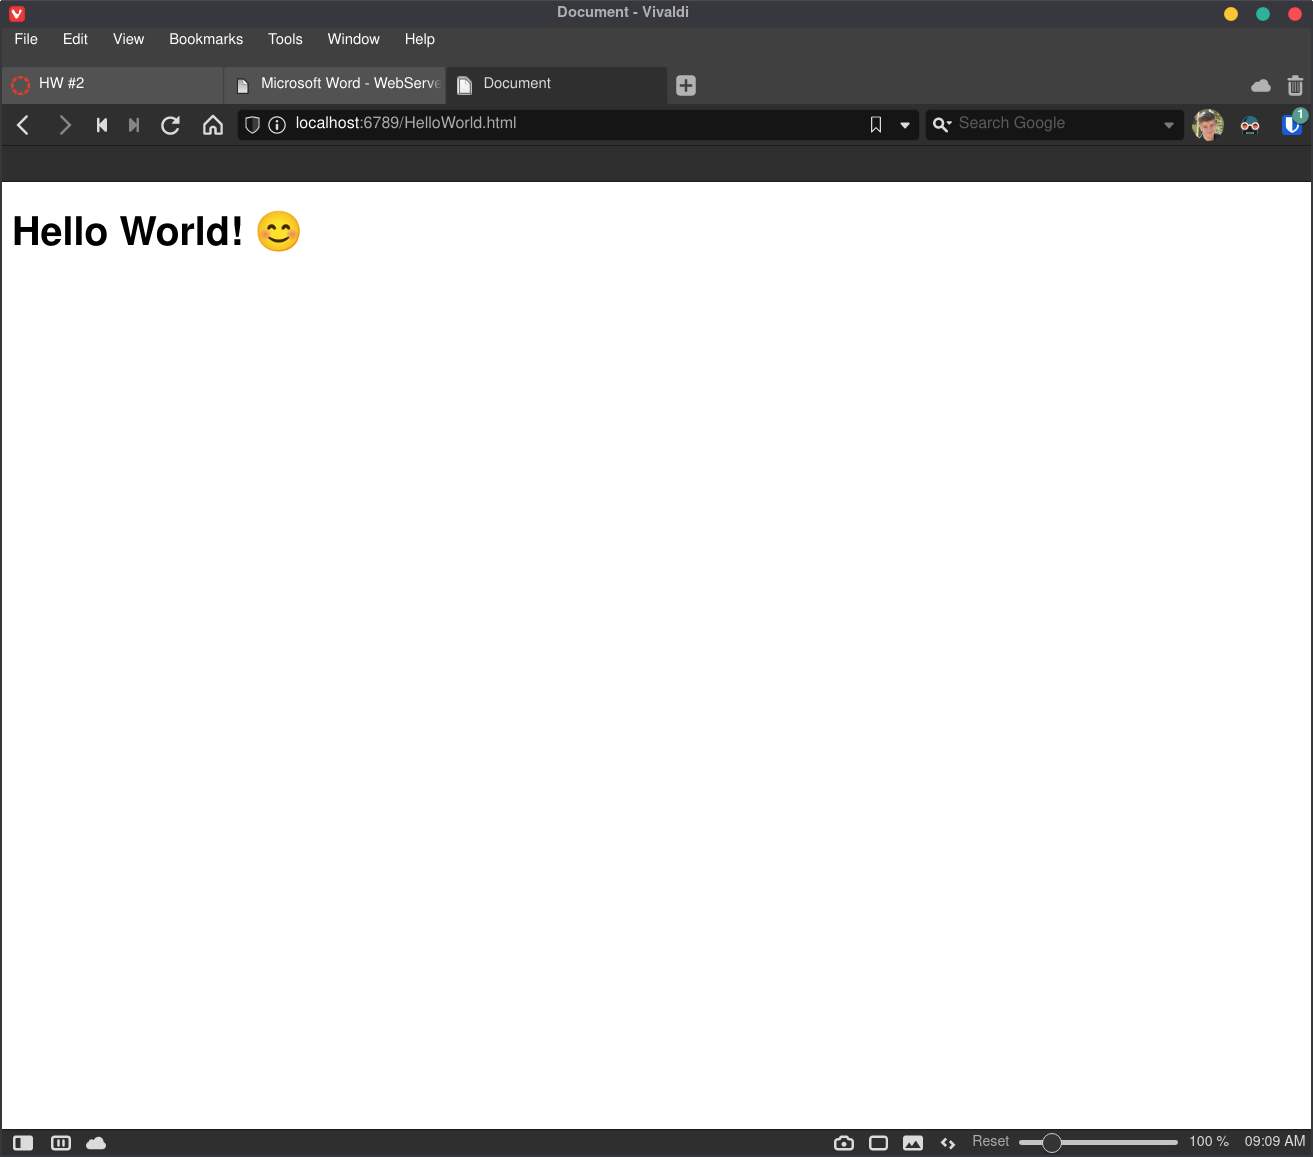 Document - Vivaldi
File Edit View Bookmarks Tools Window Help
HW #2 Microsoft Word - WebServe Document
localhost:6789/HelloWorld.html Search Google 1
Hello World! 😊
Reset 100 % 09:09 AM